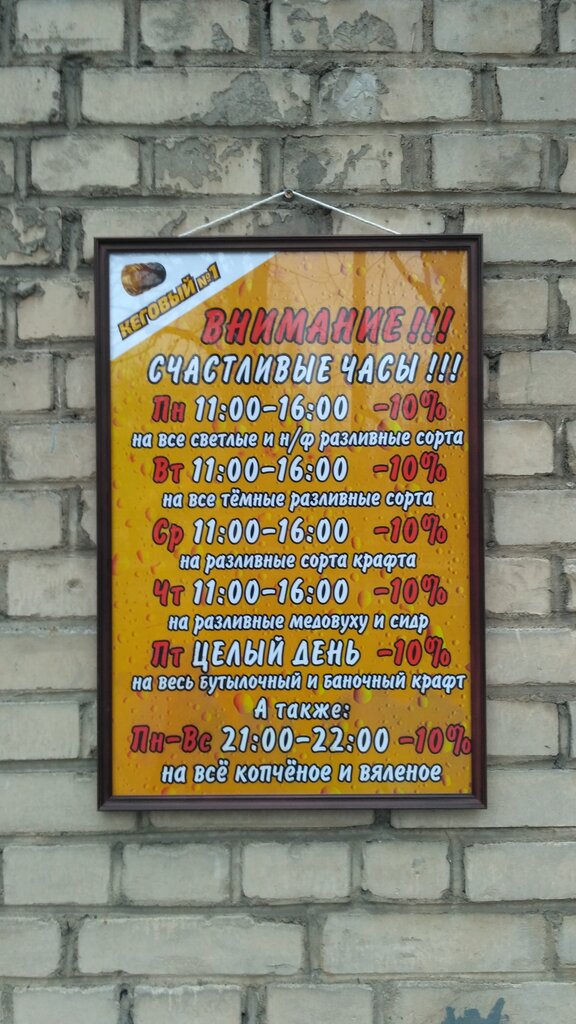 КЕГОВЫЙ №1
ВНИМАНИЕ!!!
СЧАСТЛИВЫЕ ЧАСЫ!!!
Пн 11:00-16:00 -10%
на все светлые и н/ф разливные сорта
Вт 11:00-16:00 -10%
на все тёмные разливные сорта
Ср 11:00-16:00 -10%
на разливные сорта крафта
Чт 11:00-16:00 -10%
на разливные медовуху и сидр
Пт ЦЕЛЫЙ ДЕНЬ -10%
на весь бутылочный и баночный крафт
А также:
Пн-Вс 21:00-22:00 -10%
на всё копчёное и вяленое